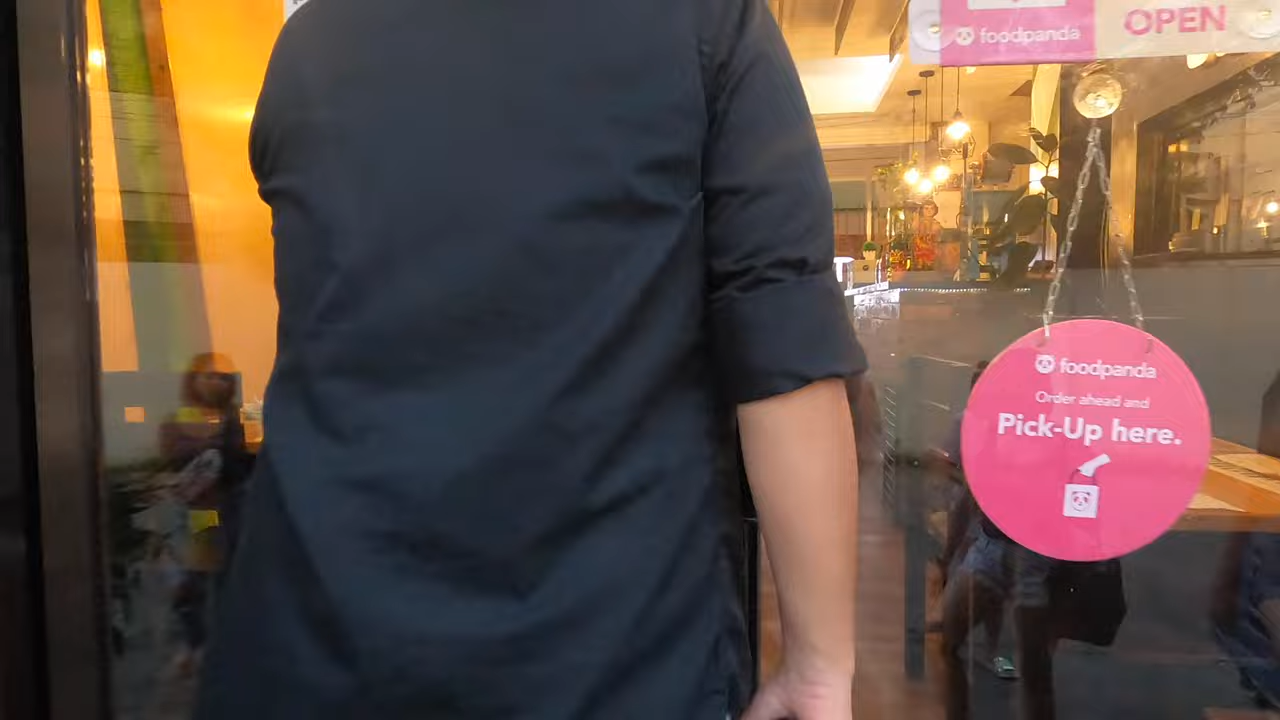 foodpanda
OPEN
foodpanda
Order ahead and
Pick-Up here.